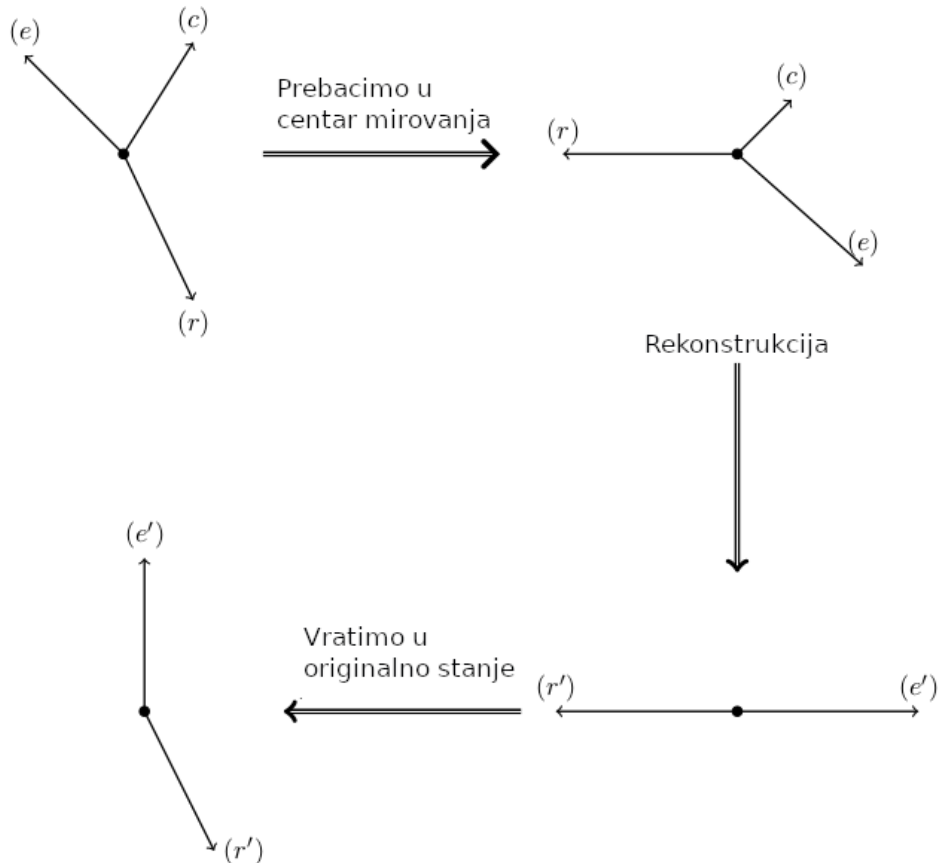 (e)
(c)
(r)
Prebacimo u
centar mirovanja
(c)
(r)
(e)
Rekonstrukcija
(e′)
(r′)
Vratimo u
originalno stanje
(r′)
(e′)